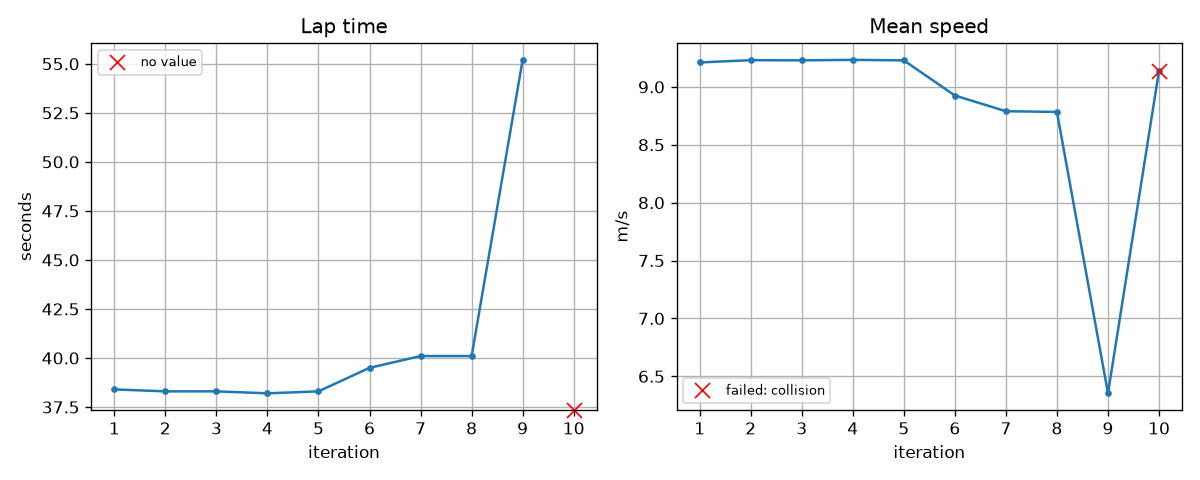 Lap time
55.0
52.5
50.0
47.5
45.0
42.5
40.0
37.5
seconds
no value
1 2 3 4 5 6 7 8 9 10
iteration
Mean speed
9.0
8.5
8.0
7.5
7.0
6.5
m/s
failed: collision
1 2 3 4 5 6 7 8 9 10
iteration